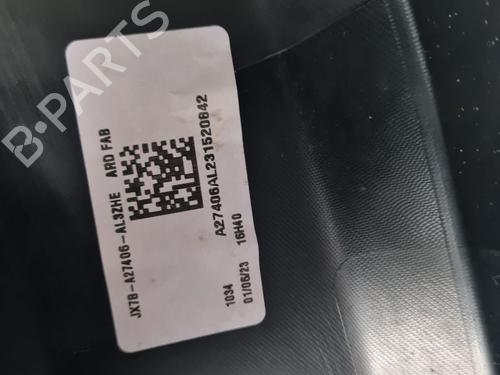 JX7B-A27406-AL3ZHE ARD FAB
A27406AL231520842
1034 16H40
01/06/23
B-PARTS